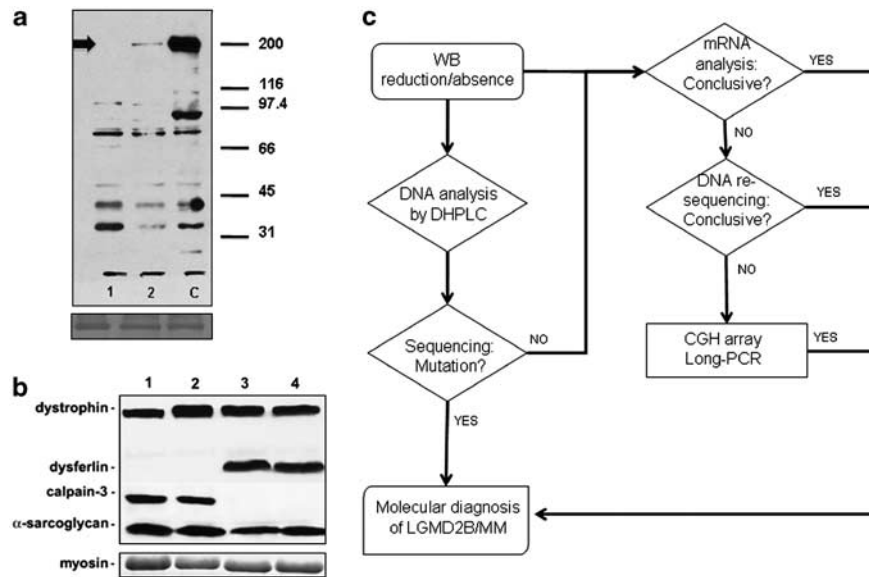 a
200
116
97.4
66
45
31
1 2 C
b
1 2 3 4
dystrophin -
dysferlin -
calpain-3 -
α-sarcoglycan -
myosin
c
WB
reduction/absence
DNA analysis
by DHPLC
Sequencing:
Mutation?
NO
YES
Molecular diagnosis
of LGMD2B/MM
mRNA
analysis:
Conclusive?
YES
NO
DNA re-
sequencing:
Conclusive?
YES
NO
CGH array
Long-PCR
YES